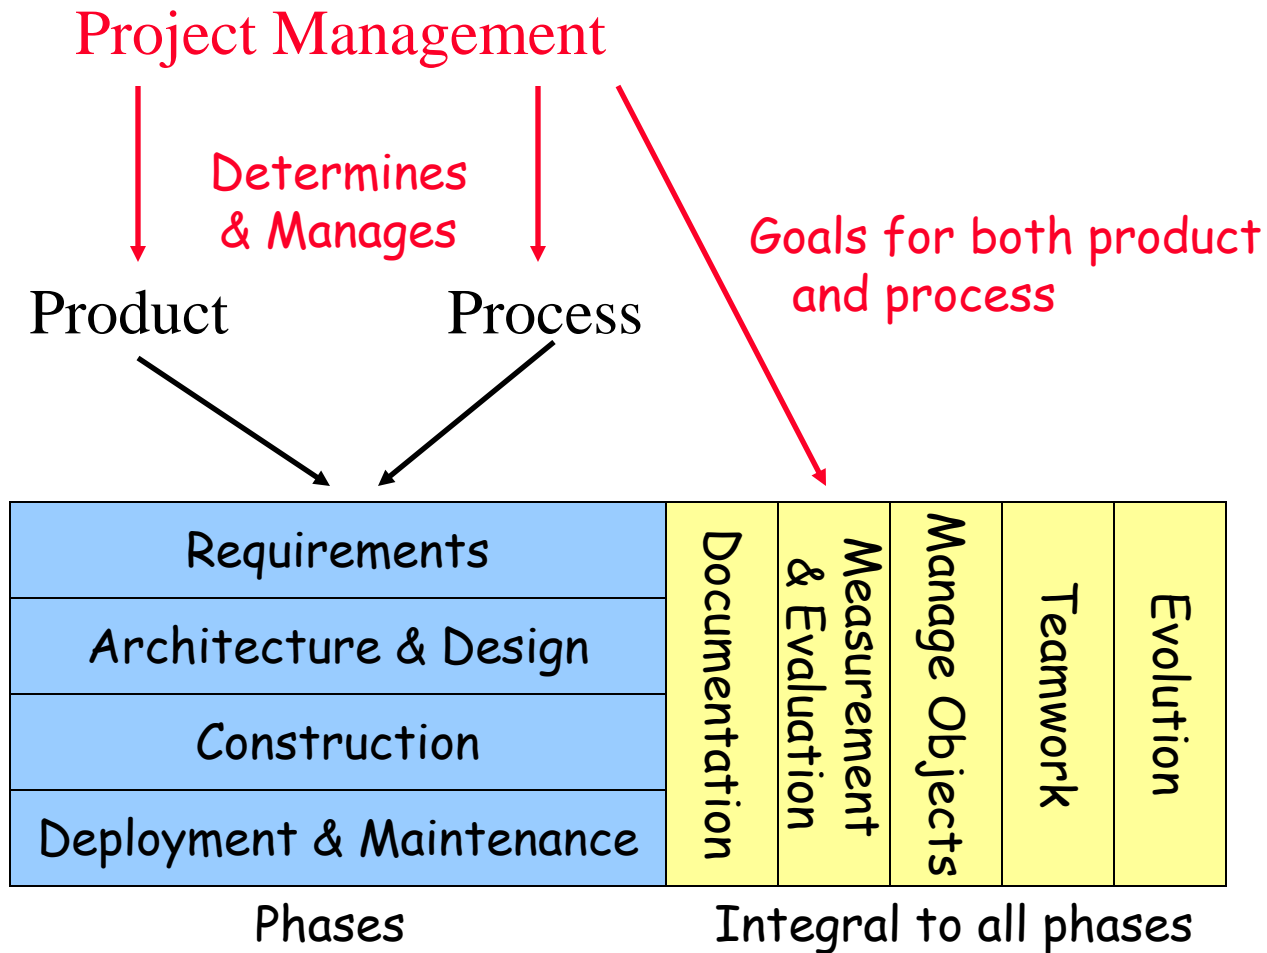 Project Management
Determines
& Manages
Goals for both product
and process
Product
Process
Requirements
Architecture & Design
Construction
Deployment & Maintenance
Documentation
Measurement
& Evaluation
Manage Objects
Teamwork
Evolution
Phases
Integral to all phases